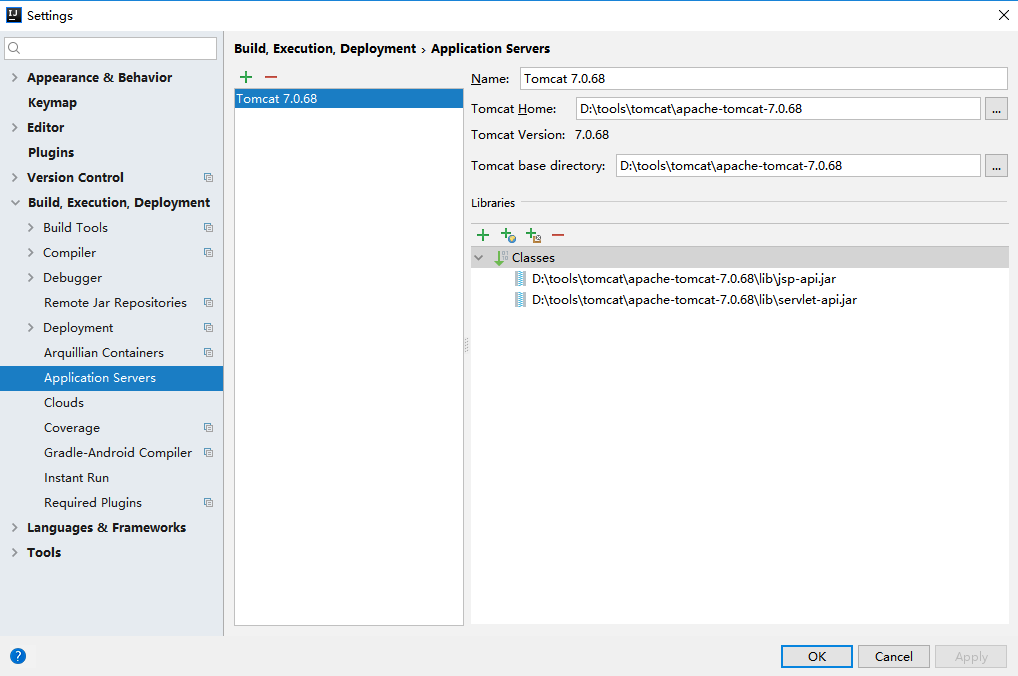 Settings
Build, Execution, Deployment › Application Servers
Appearance & Behavior
Keymap
Editor
Plugins
Version Control
Build, Execution, Deployment
Build Tools
Compiler
Debugger
Remote Jar Repositories
Deployment
Arquillian Containers
Application Servers
Clouds
Coverage
Gradle-Android Compiler
Instant Run
Required Plugins
Languages & Frameworks
Tools
Tomcat 7.0.68
Name: Tomcat 7.0.68
Tomcat Home: D:\tools\tomcat\apache-tomcat-7.0.68 ...
Tomcat Version: 7.0.68
Tomcat base directory: D:\tools\tomcat\apache-tomcat-7.0.68 ...
Libraries
Classes
D:\tools\tomcat\apache-tomcat-7.0.68\lib\jsp-api.jar
D:\tools\tomcat\apache-tomcat-7.0.68\lib\servlet-api.jar
? OK Cancel Apply